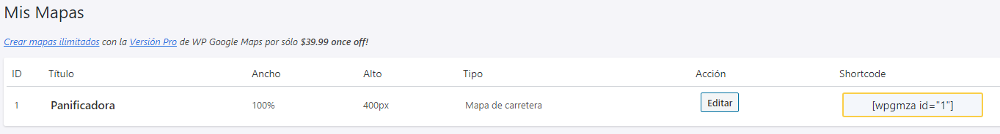 Mis Mapas
Crear mapas ilimitados con la Versión Pro de WP Google Maps por sólo $39.99 once off!
ID Título Ancho Alto Tipo Acción Shortcode
1 Panificadora 100% 400px Mapa de carretera Editar [wpgmza id="1"]